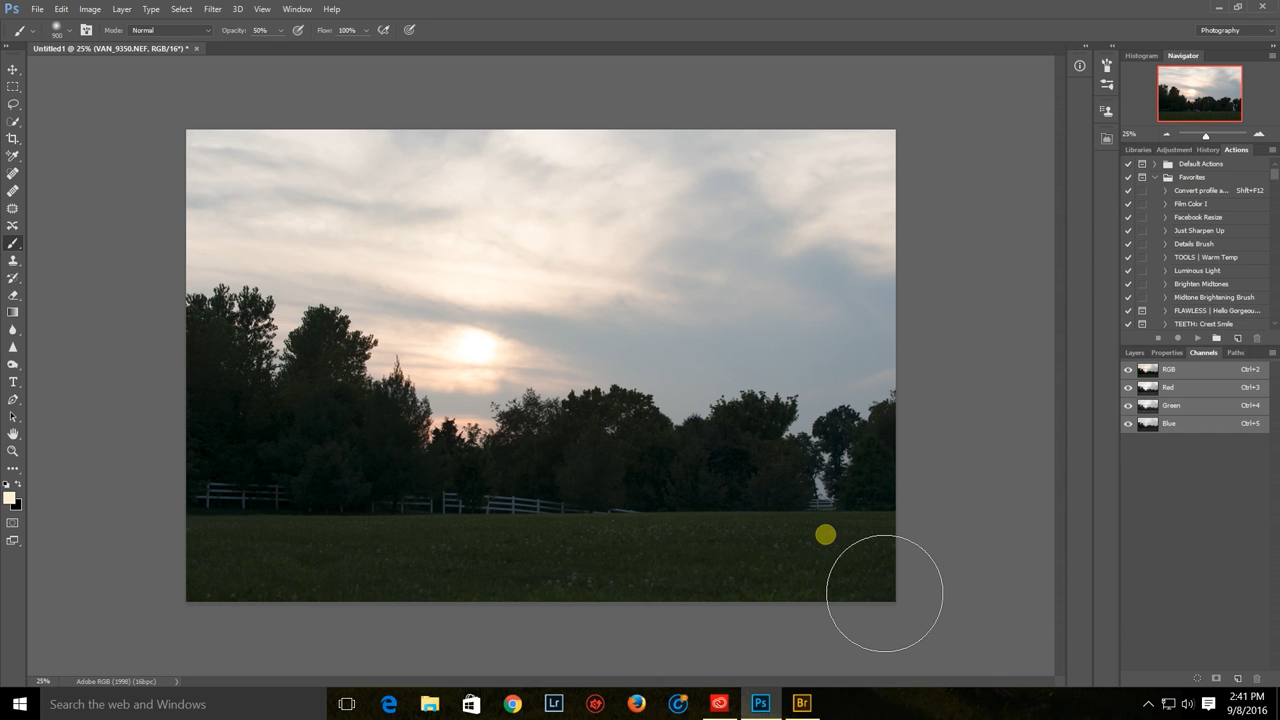 Ps File Edit Image Layer Type Select Filter 3D View Window Help
900 Mode: Normal Opacity: 50% Flow: 100% Photography
Untitled1 @ 25% (VAN_9350.NEF, RGB/16*) * ×
Histogram Navigator
25%
Libraries Adjustment History Actions
Default Actions
Favorites
Convert profile a... Shft+F12
Film Color I
Facebook Resize
Just Sharpen Up
Details Brush
TOOLS | Warm Temp
Luminous Light
Brighten Midtones
Midtone Brightening Brush
FLAWLESS | Hello Gorgeou...
TEETH: Crest Smile
Layers Properties Channels Paths
RGB Ctrl+2
Red Ctrl+3
Green Ctrl+4
Blue Ctrl+5
25% Adobe RGB (1998) (16bpc)
Search the web and Windows
Lr Ps Br
2:41 PM
9/8/2016